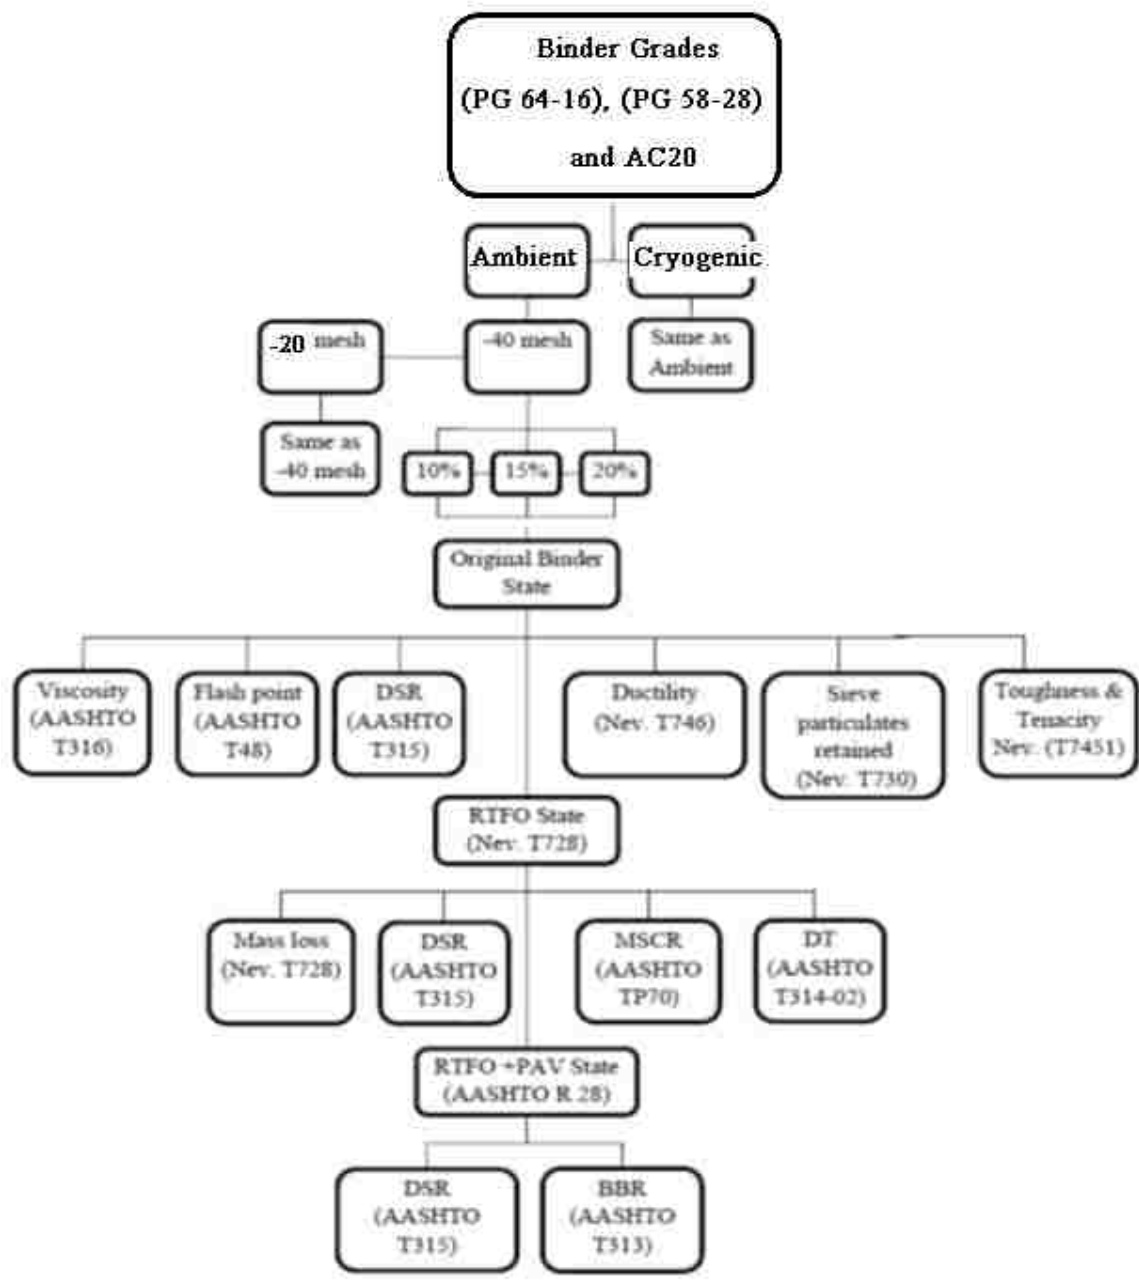 Binder Grades
(PG 64-16), (PG 58-28)
and AC20
Ambient
Cryogenic
-20 mesh
-40 mesh
Same as
Ambient
Same as
-40 mesh
10%
15%
20%
Original Binder
State
Viscosity
(AASHTO
T316)
Flash point
(AASHTO
T48)
DSR
(AASHTO
T315)
Ductility
(Nev. T746)
Sieve
particulates
retained
(Nev. T730)
Toughness &
Tenacity
Nev. (T7451)
RTFO State
(Nev. T728)
Mass loss
(Nev. T728)
DSR
(AASHTO
T315)
MSCR
(AASHTO
TP70)
DT
(AASHTO
T314-02)
RTFO +PAV State
(AASHTO R 28)
DSR
(AASHTO
T315)
BBR
(AASHTO
T313)